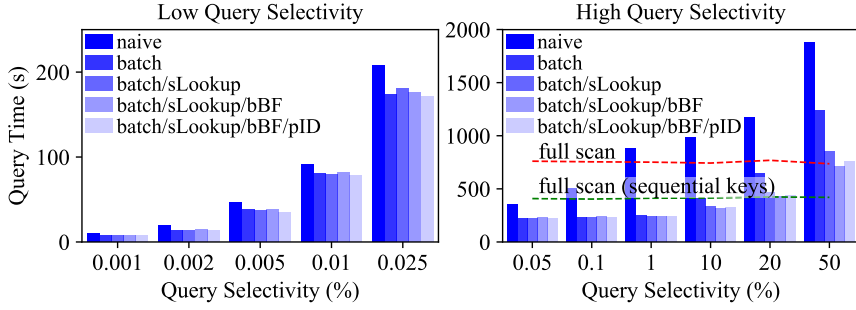 Low Query Selectivity
Query Time (s)
200
100
0
naive
batch
batch/sLookup
batch/sLookup/bBF
batch/sLookup/bBF/pID
0.001 0.002 0.005 0.01 0.025
Query Selectivity (%)
High Query Selectivity
2000
1500
1000
500
0
naive
batch
batch/sLookup
batch/sLookup/bBF
batch/sLookup/bBF/pID
full scan
full scan (sequential keys)
0.05 0.1 1 10 20 50
Query Selectivity (%)